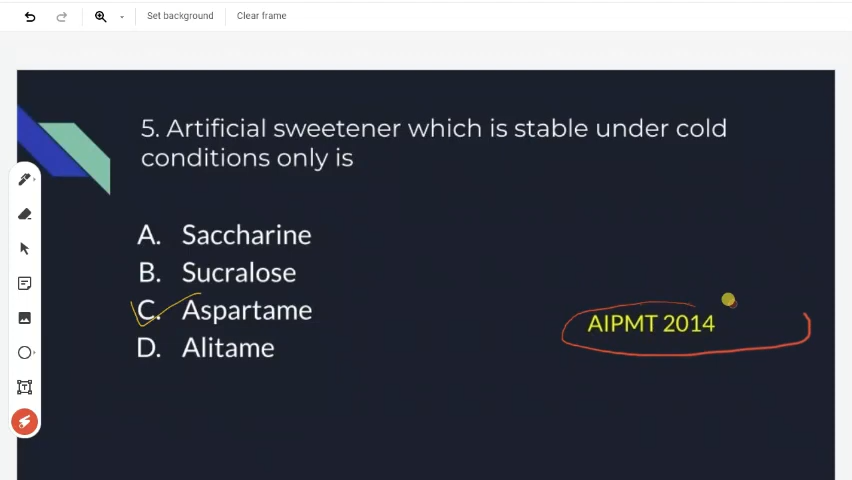 Set background
Clear frame
5. Artificial sweetener which is stable under cold
conditions only is
A. Saccharine
B. Sucralose
C. Aspartame
D. Alitame
AIPMT 2014